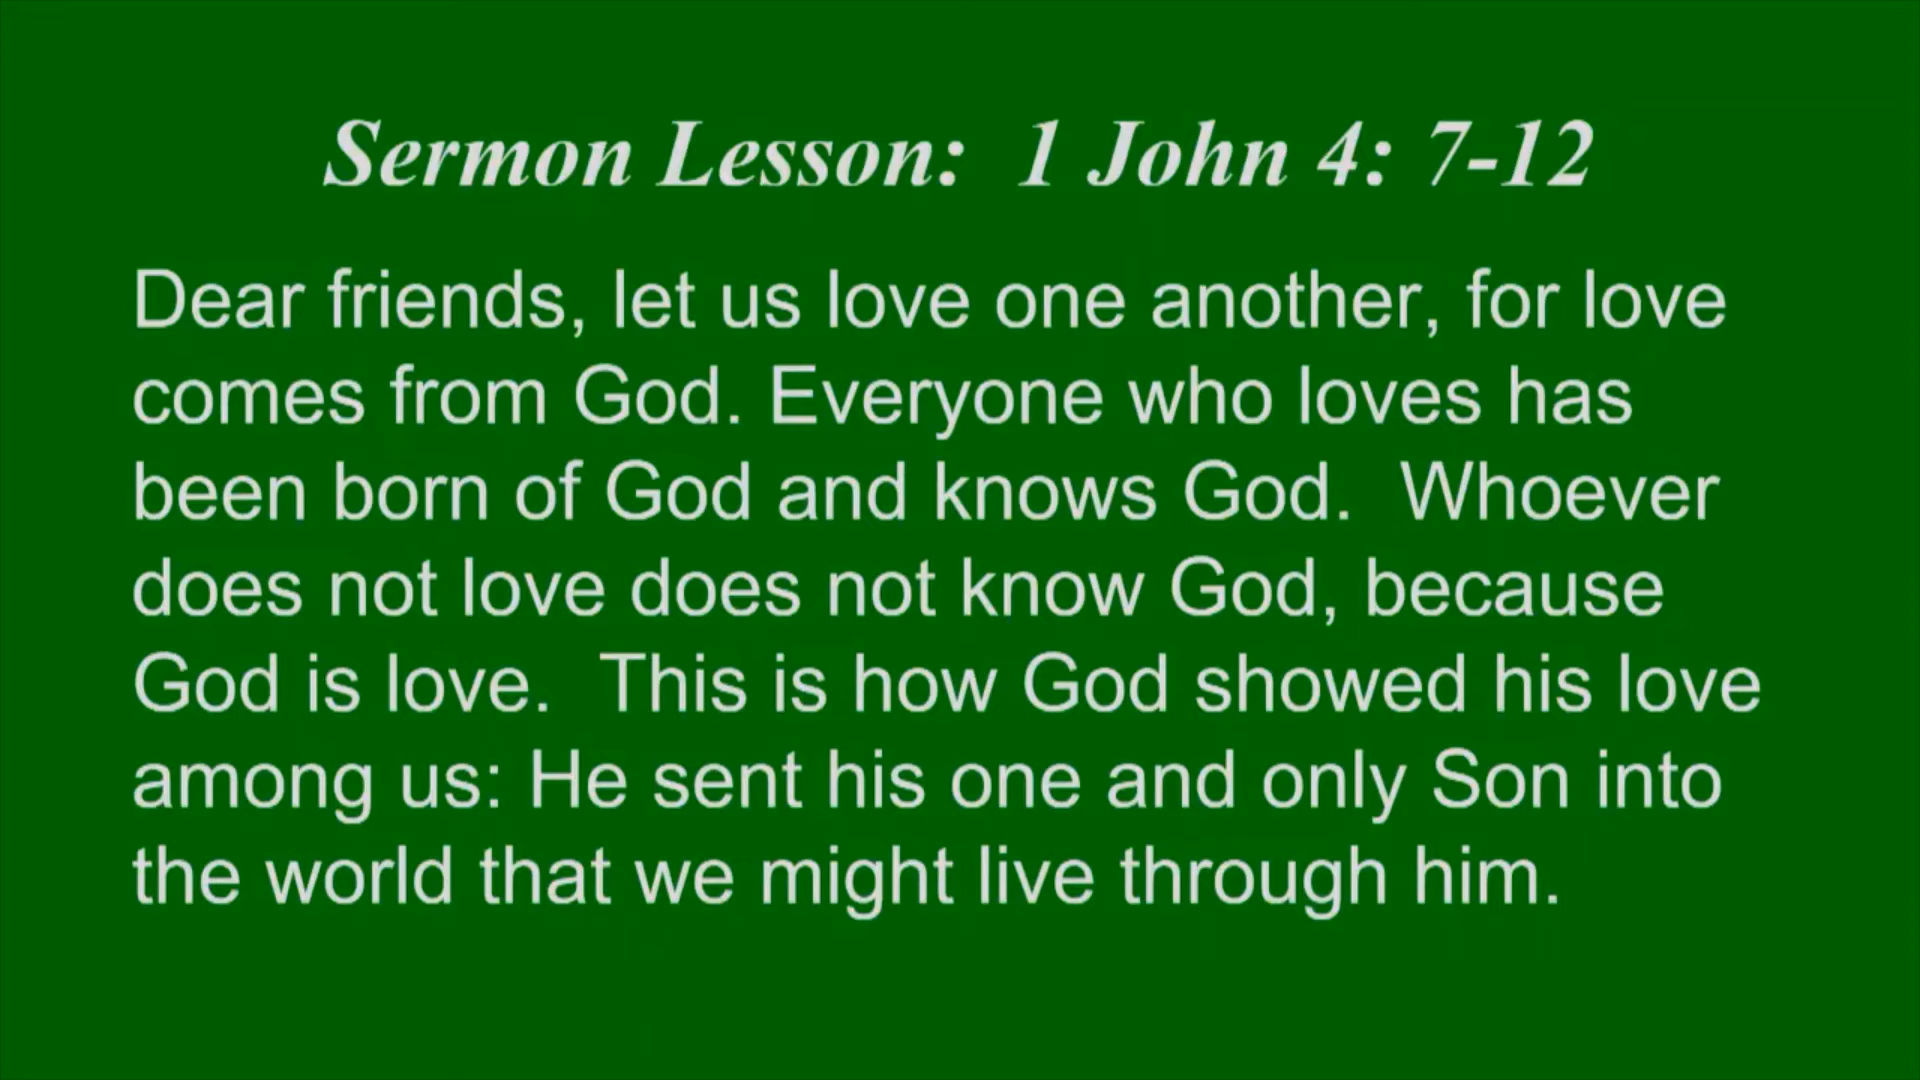 Sermon Lesson:  1 John 4: 7-12
Dear friends, let us love one another, for love
comes from God. Everyone who loves has
been born of God and knows God.  Whoever
does not love does not know God, because
God is love.  This is how God showed his love
among us: He sent his one and only Son into
the world that we might live through him.